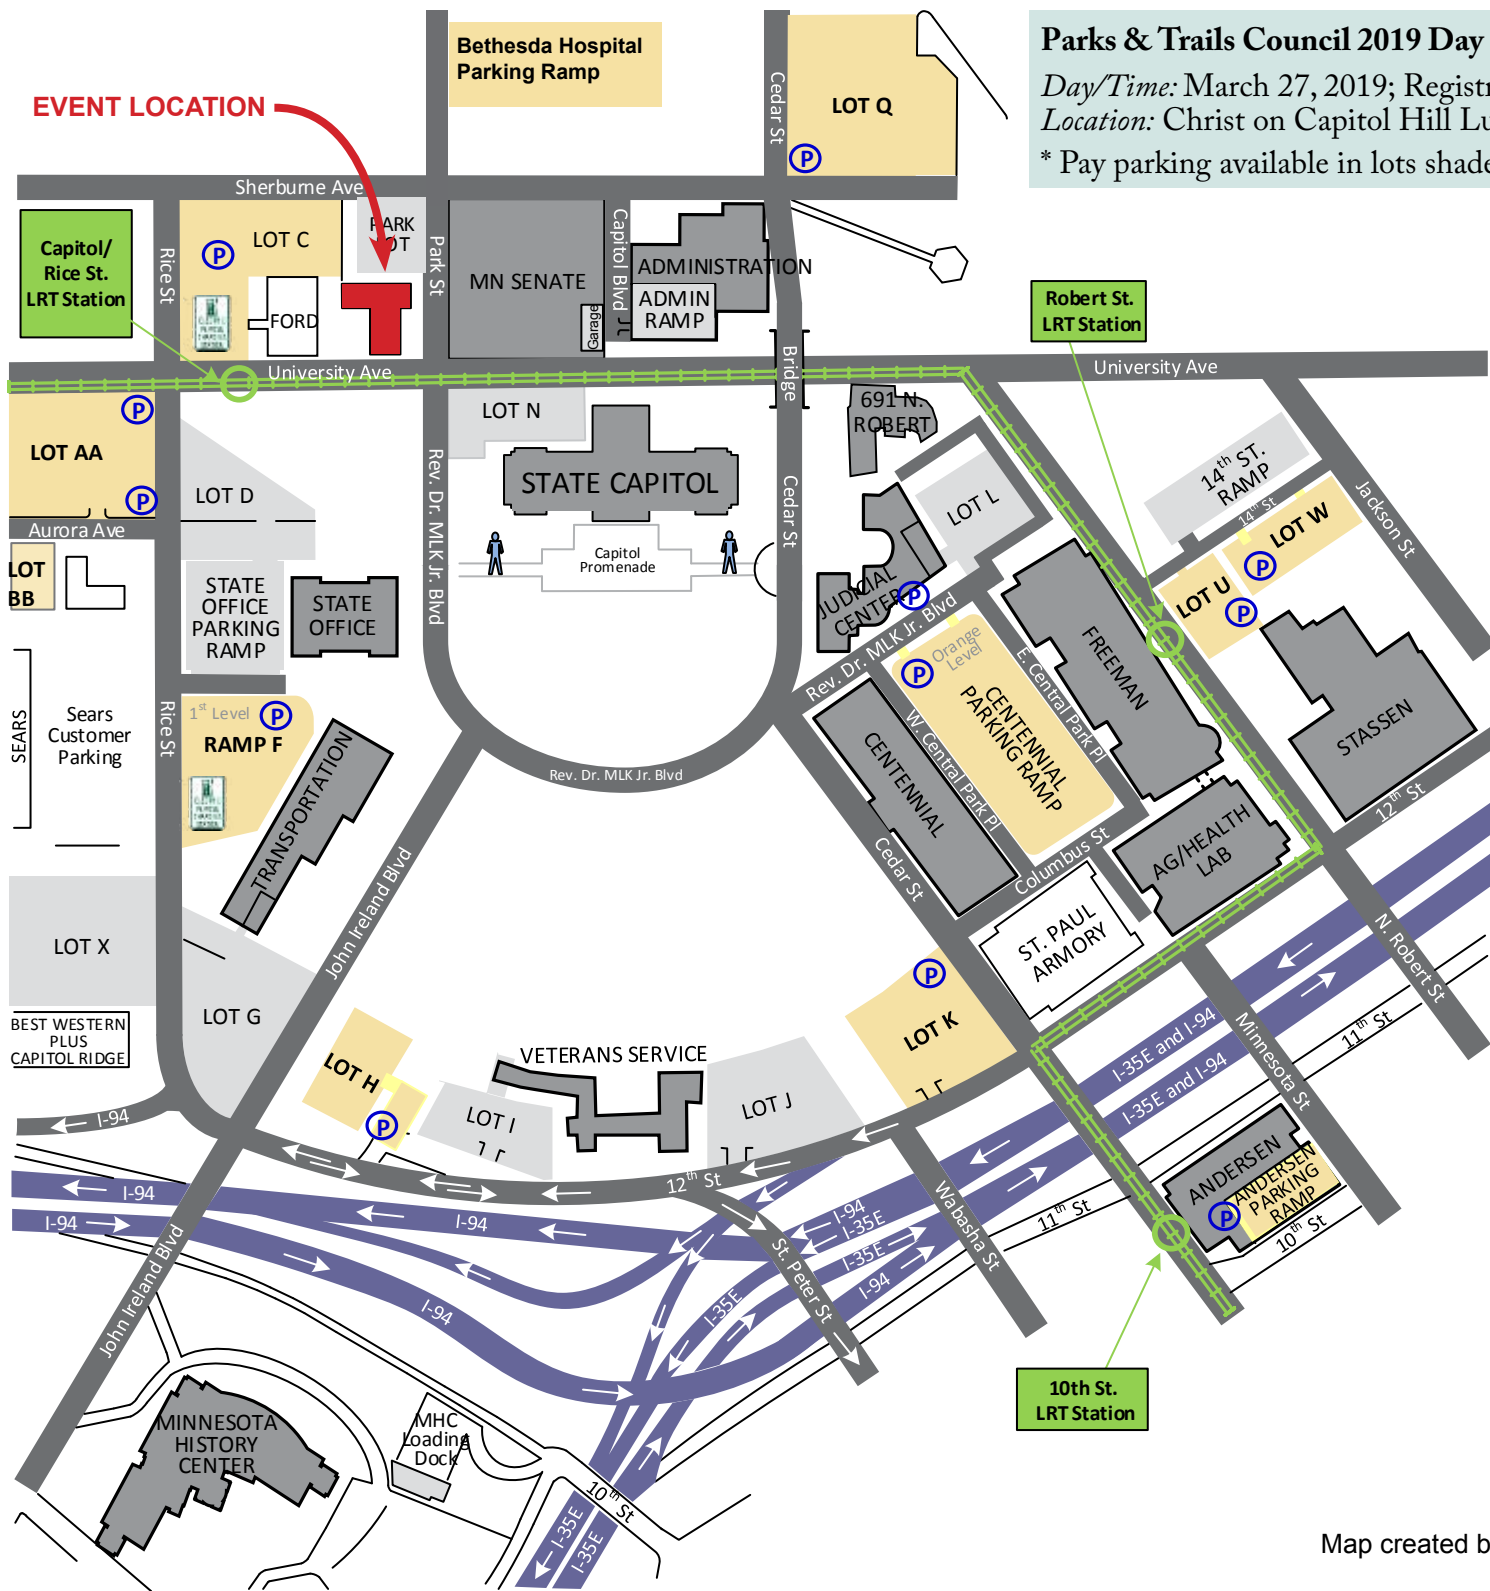 Parks & Trails Council 2019 Day
Day/Time: March 27, 2019; Registr
Location: Christ on Capitol Hill Lu
* Pay parking available in lots shade
Bethesda Hospital
Parking Ramp
EVENT LOCATION
Cedar St
LOT Q
P
Sherburne Ave
Capitol/
Rice St.
LRT Station
Rice St
LOT C
P
PARK
LOT
Park St
MN SENATE
Garage
Capitol Blvd
ADMINISTRATION
ADMIN
RAMP
FORD
Robert St.
LRT Station
University Ave
Bridge
University Ave
P
LOT AA
P
Aurora Ave
LOT
BB
LOT D
LOT N
Rev. Dr. MLK Jr. Blvd
STATE CAPITOL
Capitol
Promenade
Cedar St
691 N.
ROBERT
LOT L
14th ST.
RAMP
14th St
LOT W
P
Jackson St
LOT U
P
STATE
OFFICE
PARKING
RAMP
STATE
OFFICE
JUDICIAL
CENTER
P
Rev. Dr. MLK Jr. Blvd
Orange
Level
P
CENTENNIAL
PARKING RAMP
E. Central Park Pl
W. Central Park Pl
FREEMAN
STASSEN
CENTENNIAL
SEARS
Sears
Customer
Parking
Rice St
1st Level
P
RAMP F
TRANSPORTATION
Rev. Dr. MLK Jr. Blvd
12th St
Cedar St
Columbus St
AG/HEALTH
LAB
John Ireland Blvd
ST. PAUL
ARMORY
N. Robert St
LOT X
LOT G
P
LOT K
BEST WESTERN
PLUS
CAPITOL RIDGE
LOT H
P
VETERANS SERVICE
LOT I
LOT J
I-35E and I-94
I-35E and I-94
Minnesota St
11th St
I-94
12th St
ANDERSEN
ANDERSEN
PARKING
RAMP
P
10th St
I-94
I-94
I-94
I-94
I-35E
I-35E
I-94
Wabasha St
11th St
St. Peter St
I-35E
I-94
John Ireland Blvd
10th St.
LRT Station
MINNESOTA
HISTORY
CENTER
MHC
Loading
Dock
10th St
I-35E
I-35E
Map created b